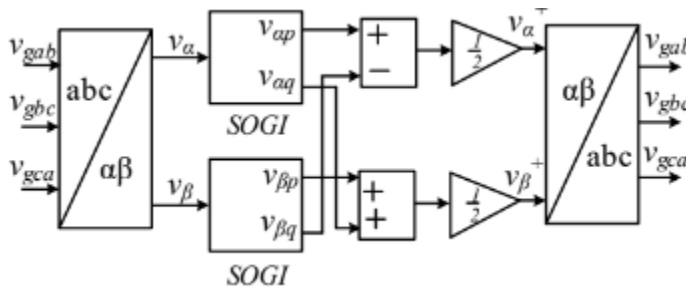 v_gab
v_gbc
v_gca
abc
αβ
v_α
v_β
v_αp
v_αq
SOGI
v_βp
v_βq
SOGI
+
−
+
+
1/2
1/2
v_α^+
v_β^+
αβ
abc
v_gab
v_gbc
v_gca